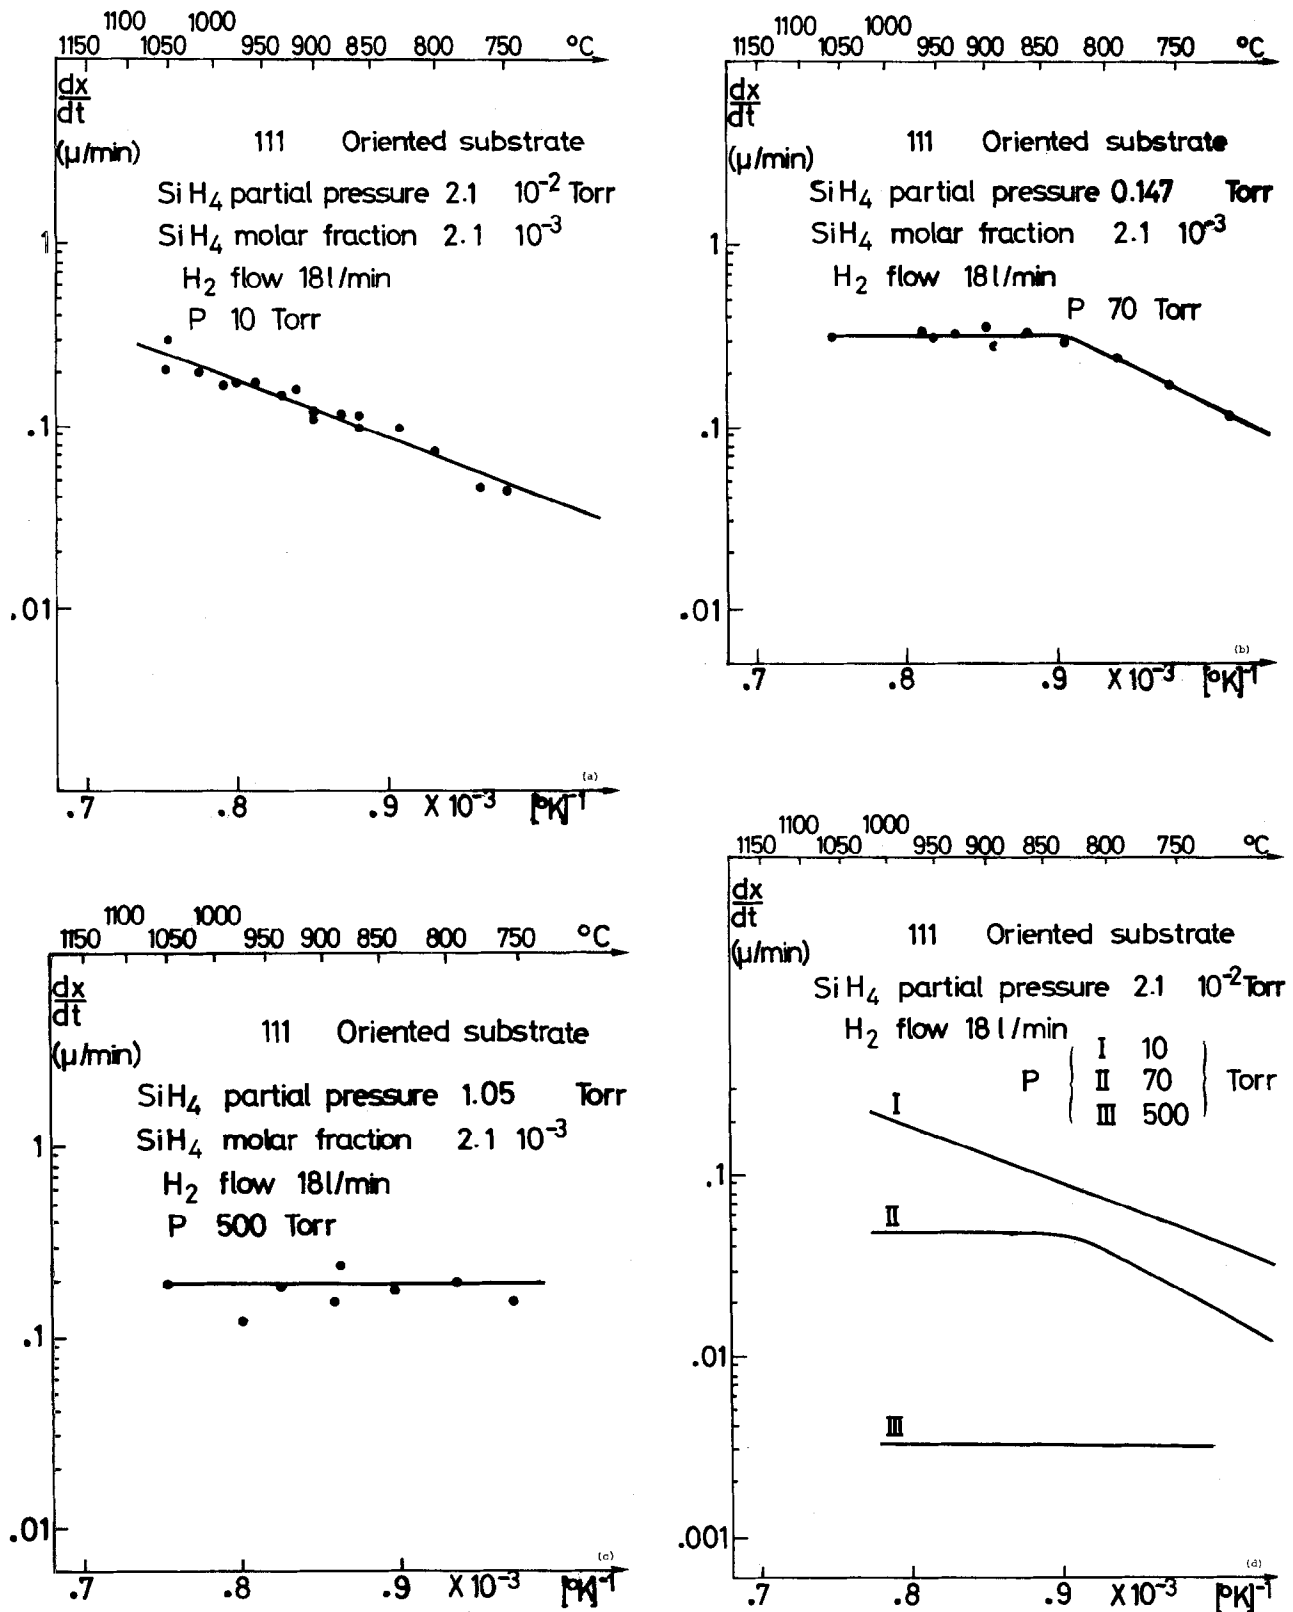 1100 1000
1150 1050 950 900 850 800 750 °C
dx
dt
(μ/min)
111 Oriented substrate
SiH4 partial pressure 2.1 10^-2 Torr
SiH4 molar fraction 2.1 10^-3
H2 flow 18l/min
P 10 Torr
1
.1
.01
(a)
.7 .8 .9 X 10^-3 [°K]^-1
1100 1000
1150 1050 950 900 850 800 750 °C
dx
dt
(μ/min)
111 Oriented substrate
SiH4 partial pressure 0.147 Torr
SiH4 molar fraction 2.1 10^-3
H2 flow 18l/min
P 70 Torr
1
.1
.01
(b)
.7 .8 .9 X 10^-3 [°K]^-1
1100 1000
1150 1050 950 900 850 800 750 °C
dx
dt
(μ/min)
111 Oriented substrate
SiH4 partial pressure 1.05 Torr
SiH4 molar fraction 2.1 10^-3
H2 flow 18l/min
P 500 Torr
1
.1
.01
(c)
.7 .8 .9 X 10^-3 [°K]^-1
1100 1000
1150 1050 950 900 850 800 750 °C
dx
dt
(μ/min)
111 Oriented substrate
SiH4 partial pressure 2.1 10^-2 Torr
H2 flow 18l/min
I 10
P II 70 Torr
III 500
I
.1
II
.01
III
.001
(d)
.7 .8 .9 X 10^-3 [°K]^-1